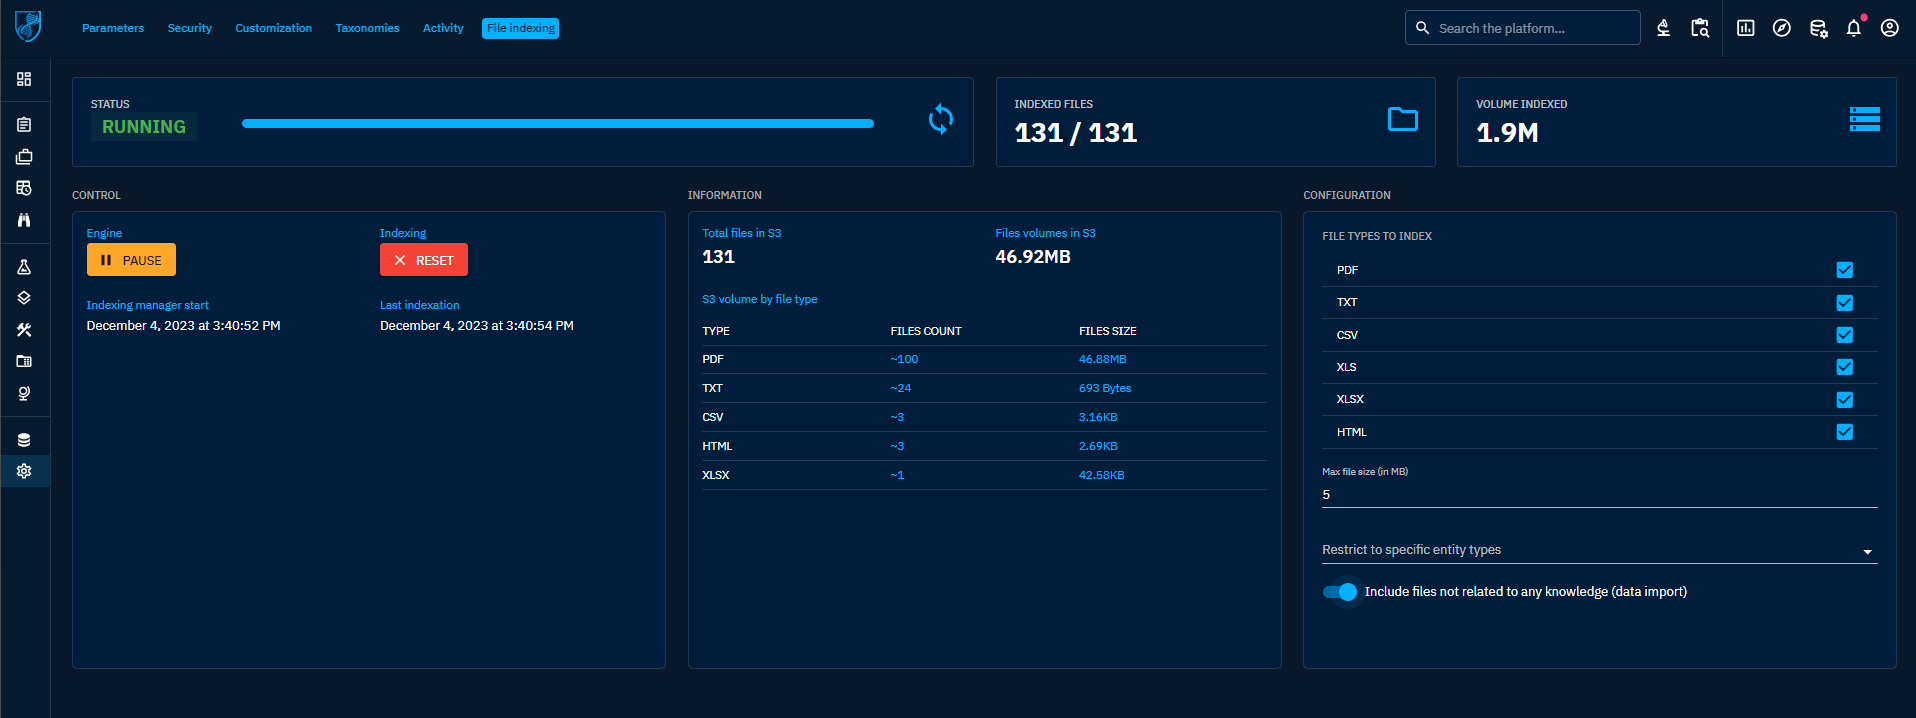 Parameters Security Customization Taxonomies Activity File indexing Search the platform...
STATUS
RUNNING
INDEXED FILES
131 / 131
VOLUME INDEXED
1.9M
CONTROL
Engine Indexing
PAUSE RESET
Indexing manager start Last indexation
December 4, 2023 at 3:40:52 PM December 4, 2023 at 3:40:54 PM
INFORMATION
Total files in S3 Files volumes in S3
131 46.92MB
S3 volume by file type
TYPE FILES COUNT FILES SIZE
PDF ~100 46.88MB
TXT ~24 693 Bytes
CSV ~3 3.16KB
HTML ~3 2.69KB
XLSX ~1 42.58KB
CONFIGURATION
FILE TYPES TO INDEX
PDF
TXT
CSV
XLS
XLSX
HTML
Max file size (in MB)
5
Restrict to specific entity types
Include files not related to any knowledge (data import)